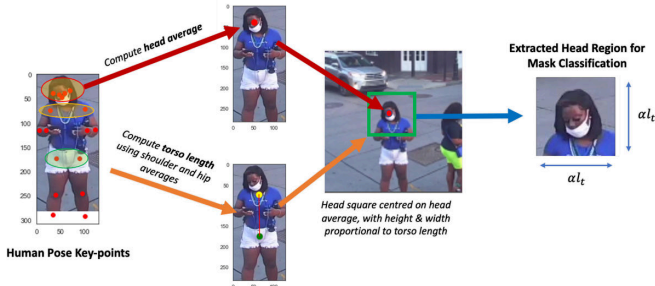 Compute head average
Compute torso length
using shoulder and hip
averages
Human Pose Key-points
Head square centred on head
average, with height & width
proportional to torso length
Extracted Head Region for
Mask Classification
αlt
αlt
0
50
100
150
200
250
300
0
50
100
0
50
100
150
200
250
0
50
100
0
50
100
150
200
250
0
50
100